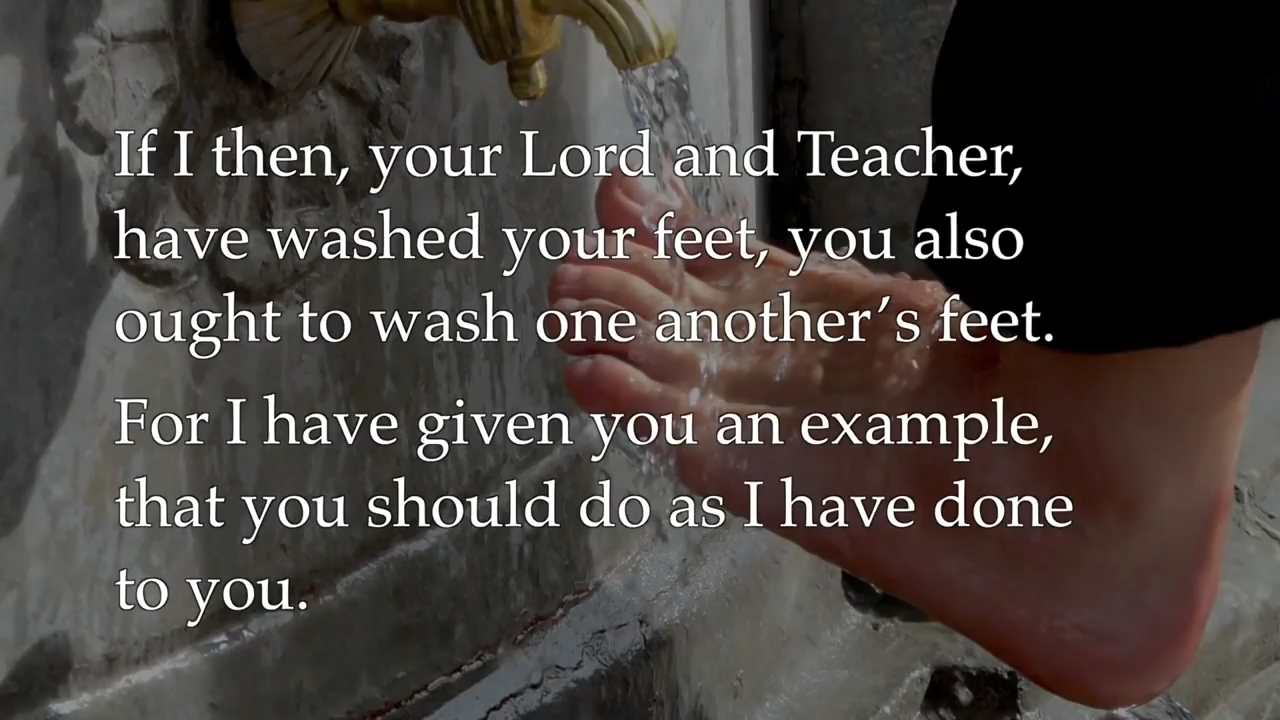 If I then, your Lord and Teacher,
have washed your feet, you also
ought to wash one another’s feet.
For I have given you an example,
that you should do as I have done
to you.